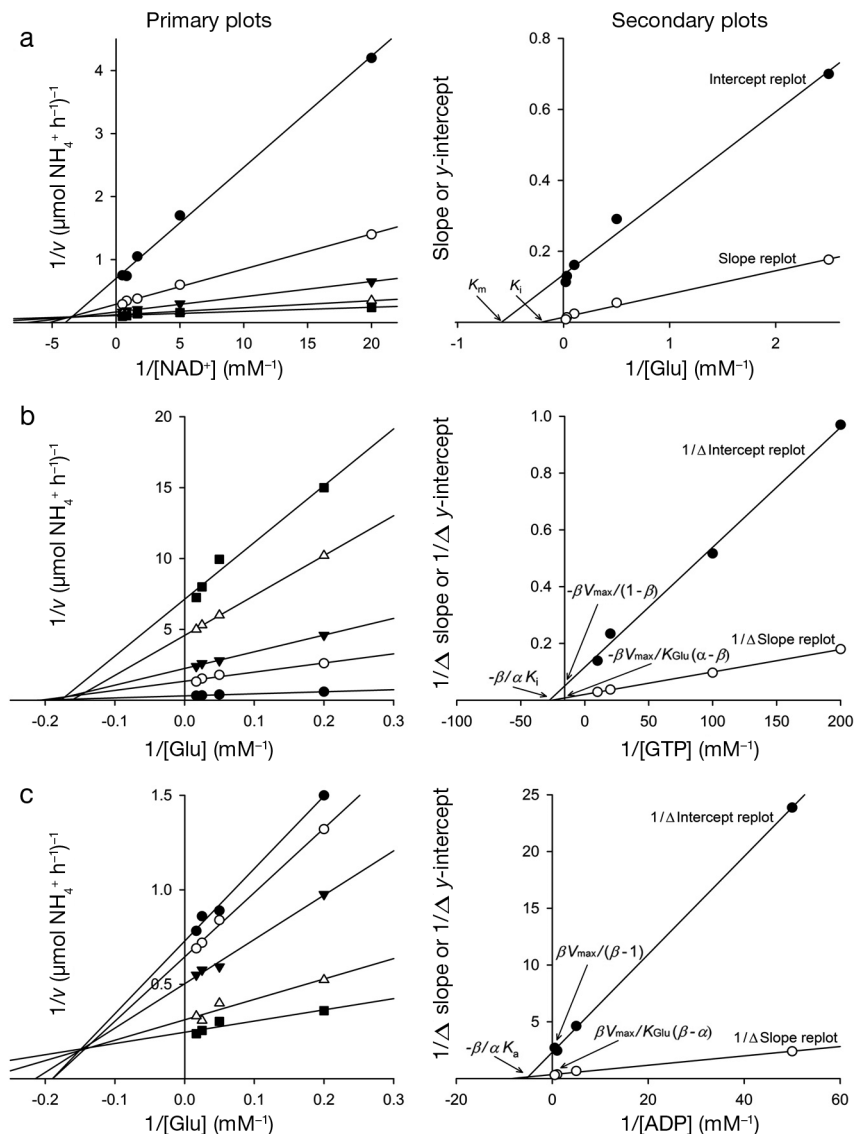 Primary plots
Secondary plots
a
1/v (µmol NH₄⁺ h⁻¹)⁻¹
4
2
1
-5
0
5
10
15
20
1/[NAD⁺] (mM⁻¹)
Slope or y-intercept
0.8
0.6
0.4
0.2
Intercept replot
Slope replot
Kₘ
Kᵢ
-1
0
1
2
1/[Glu] (mM⁻¹)
b
1/v (µmol NH₄⁺ h⁻¹)⁻¹
20
15
10
5
-0.2
-0.1
0.0
0.1
0.2
0.3
1/[Glu] (mM⁻¹)
1/Δ slope or 1/Δ y-intercept
1.0
0.8
0.6
0.4
0.2
1/Δ Intercept replot
-βVmax/(1-β)
1/Δ Slope replot
-βVmax/KGlu(α-β)
-β/αKᵢ
-100
-50
0
50
100
150
200
1/[GTP] (mM⁻¹)
c
1/v (µmol NH₄⁺ h⁻¹)⁻¹
1.5
1.0
0.5
-0.2
-0.1
0.0
0.1
0.2
0.3
1/[Glu] (mM⁻¹)
1/Δ slope or 1/Δ y-intercept
25
20
15
10
5
1/Δ Intercept replot
βVmax/(β-1)
βVmax/KGlu(β-α)
1/Δ Slope replot
-β/αKₐ
-20
0
20
40
60
1/[ADP] (mM⁻¹)